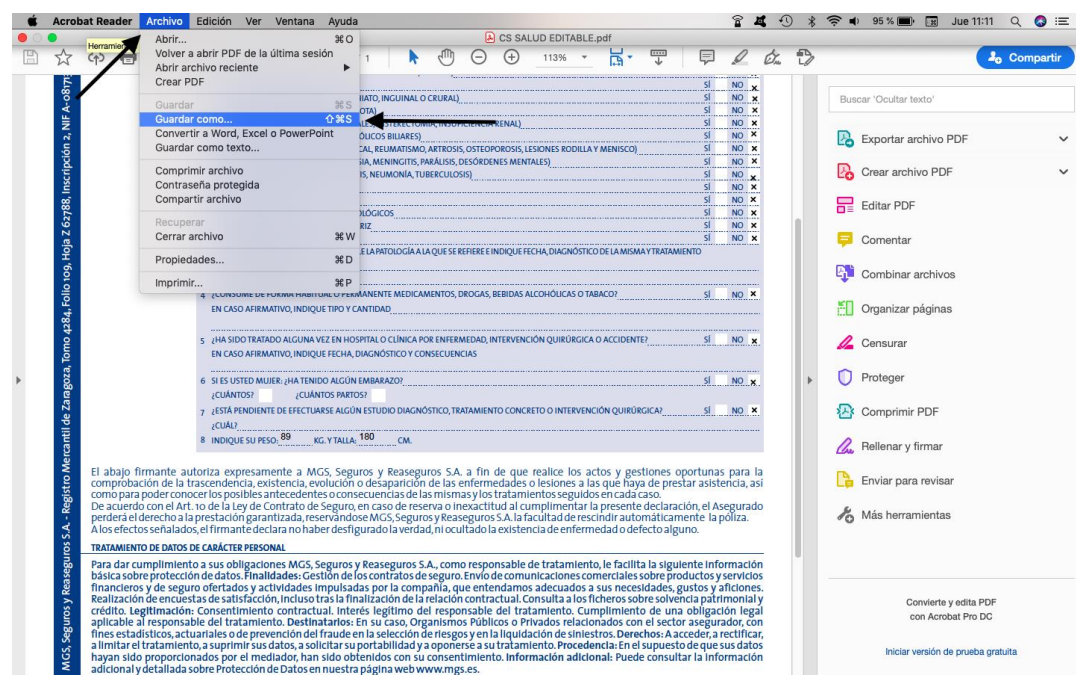 Acrobat Reader Archivo Edición Ver Ventana Ayuda 95 % Jue 11:11
CS SALUD EDITABLE.pdf
Herramien
1 113% Compartir
Abrir... ⌘O
Volver a abrir PDF de la última sesión
Abrir archivo reciente
Crear PDF
Guardar ⌘S
Guardar como... ⇧⌘S
Convertir a Word, Excel o PowerPoint
Guardar como texto...
Comprimir archivo
Contraseña protegida
Compartir archivo
Recuperar
Cerrar archivo ⌘W
Propiedades... ⌘D
Imprimir... ⌘P
SÍ NO x
IATO, INGUINAL O CRURAL) SÍ NO x
OTA) SÍ NO x
INSUFICIENCIA RENAL) SÍ NO x
ÓLICOS BILIARES) SÍ NO x
CAL, REUMATISMO, ARTROSIS, OSTEOPOROSIS, LESIONES RODILLA Y MENISCO) SÍ NO x
IA, MENINGITIS, PARÁLISIS, DESÓRDENES MENTALES) SÍ NO x
IS, NEUMONÍA, TUBERCULOSIS) SÍ NO x
SÍ NO x
SÍ NO x
OLÓGICOS SÍ NO x
RIZ SÍ NO x
SÍ NO x
E LA PATOLOGÍA A LA QUE SE REFIERE E INDIQUE FECHA, DIAGNÓSTICO DE LA MISMA Y TRATAMIENTO
4 ¿CONSUME DE FORMA HABITUAL O PERMANENTE MEDICAMENTOS, DROGAS, BEBIDAS ALCOHÓLICAS O TABACO? SÍ NO x
EN CASO AFIRMATIVO, INDIQUE TIPO Y CANTIDAD
5 ¿HA SIDO TRATADO ALGUNA VEZ EN HOSPITAL O CLÍNICA POR ENFERMEDAD, INTERVENCIÓN QUIRÚRGICA O ACCIDENTE? SÍ NO x
EN CASO AFIRMATIVO, INDIQUE FECHA, DIAGNÓSTICO Y CONSECUENCIAS
6 SI ES USTED MUJER: ¿HA TENIDO ALGÚN EMBARAZO? SÍ NO x
¿CUÁNTOS? ¿CUÁNTOS PARTOS?
7 ¿ESTÁ PENDIENTE DE EFECTUARSE ALGÚN ESTUDIO DIAGNÓSTICO, TRATAMIENTO CONCRETO O INTERVENCIÓN QUIRÚRGICA? SÍ NO x
¿CUÁL?
8 INDIQUE SU PESO: 89 KG. Y TALLA: 180 CM.
El abajo firmante autoriza expresamente a MGS, Seguros y Reaseguros S.A. a fin de que realice los actos y gestiones oportunas para la
comprobación de la trascendencia, existencia, evolución o desaparición de las enfermedades o lesiones a las que haya de prestar asistencia, así
como para poder conocer los posibles antecedentes o consecuencias de las mismas y los tratamientos seguidos en cada caso.
De acuerdo con el Art. 10 de la Ley de Contrato de Seguro, en caso de reserva o inexactitud al cumplimentar la presente declaración, el Asegurado
perderá el derecho a la prestación garantizada, reservándose MGS, Seguros y Reaseguros S.A. la facultad de rescindir automáticamente la póliza.
A los efectos señalados, el firmante declara no haber desfigurado la verdad, ni ocultado la existencia de enfermedad o defecto alguno.
TRATAMIENTO DE DATOS DE CARÁCTER PERSONAL
Para dar cumplimiento a sus obligaciones MGS, Seguros y Reaseguros S.A., como responsable de tratamiento, le facilita la siguiente información
básica sobre protección de datos. Finalidades: Gestión de los contratos de seguro. Envío de comunicaciones comerciales sobre productos y servicios
financieros y de seguro ofertados y actividades impulsadas por la compañía, que entendamos adecuados a sus necesidades, gustos y aficiones.
Realización de encuestas de satisfacción, incluso tras la finalización de la relación contractual. Consulta a los ficheros sobre solvencia patrimonial y
crédito. Legitimación: Consentimiento contractual. Interés legítimo del responsable del tratamiento. Cumplimiento de una obligación legal
aplicable al responsable del tratamiento. Destinatarios: En su caso, Organismos Públicos o Privados relacionados con el sector asegurador, con
fines estadísticos, actuariales o de prevención del fraude en la selección de riesgos y en la liquidación de siniestros. Derechos: A acceder, a rectificar,
a limitar el tratamiento, a suprimir sus datos, a solicitar su portabilidad y a oponerse a su tratamiento. Procedencia: En el supuesto de que sus datos
hayan sido proporcionados por el mediador, han sido obtenidos con su consentimiento. Información adicional: Puede consultar la información
adicional y detallada sobre Protección de Datos en nuestra página web www.mgs.es.
MGS, Seguros y Reaseguros S.A. - Registro Mercantil de Zaragoza, Tomo 4284, Folio 109, Hoja Z 62788, Inscripción 2, NIF A-08171
Buscar 'Ocultar texto'
Exportar archivo PDF
Crear archivo PDF
Editar PDF
Comentar
Combinar archivos
Organizar páginas
Censurar
Proteger
Comprimir PDF
Rellenar y firmar
Enviar para revisar
Más herramientas
Convierte y edita PDF
con Acrobat Pro DC
Iniciar versión de prueba gratuita